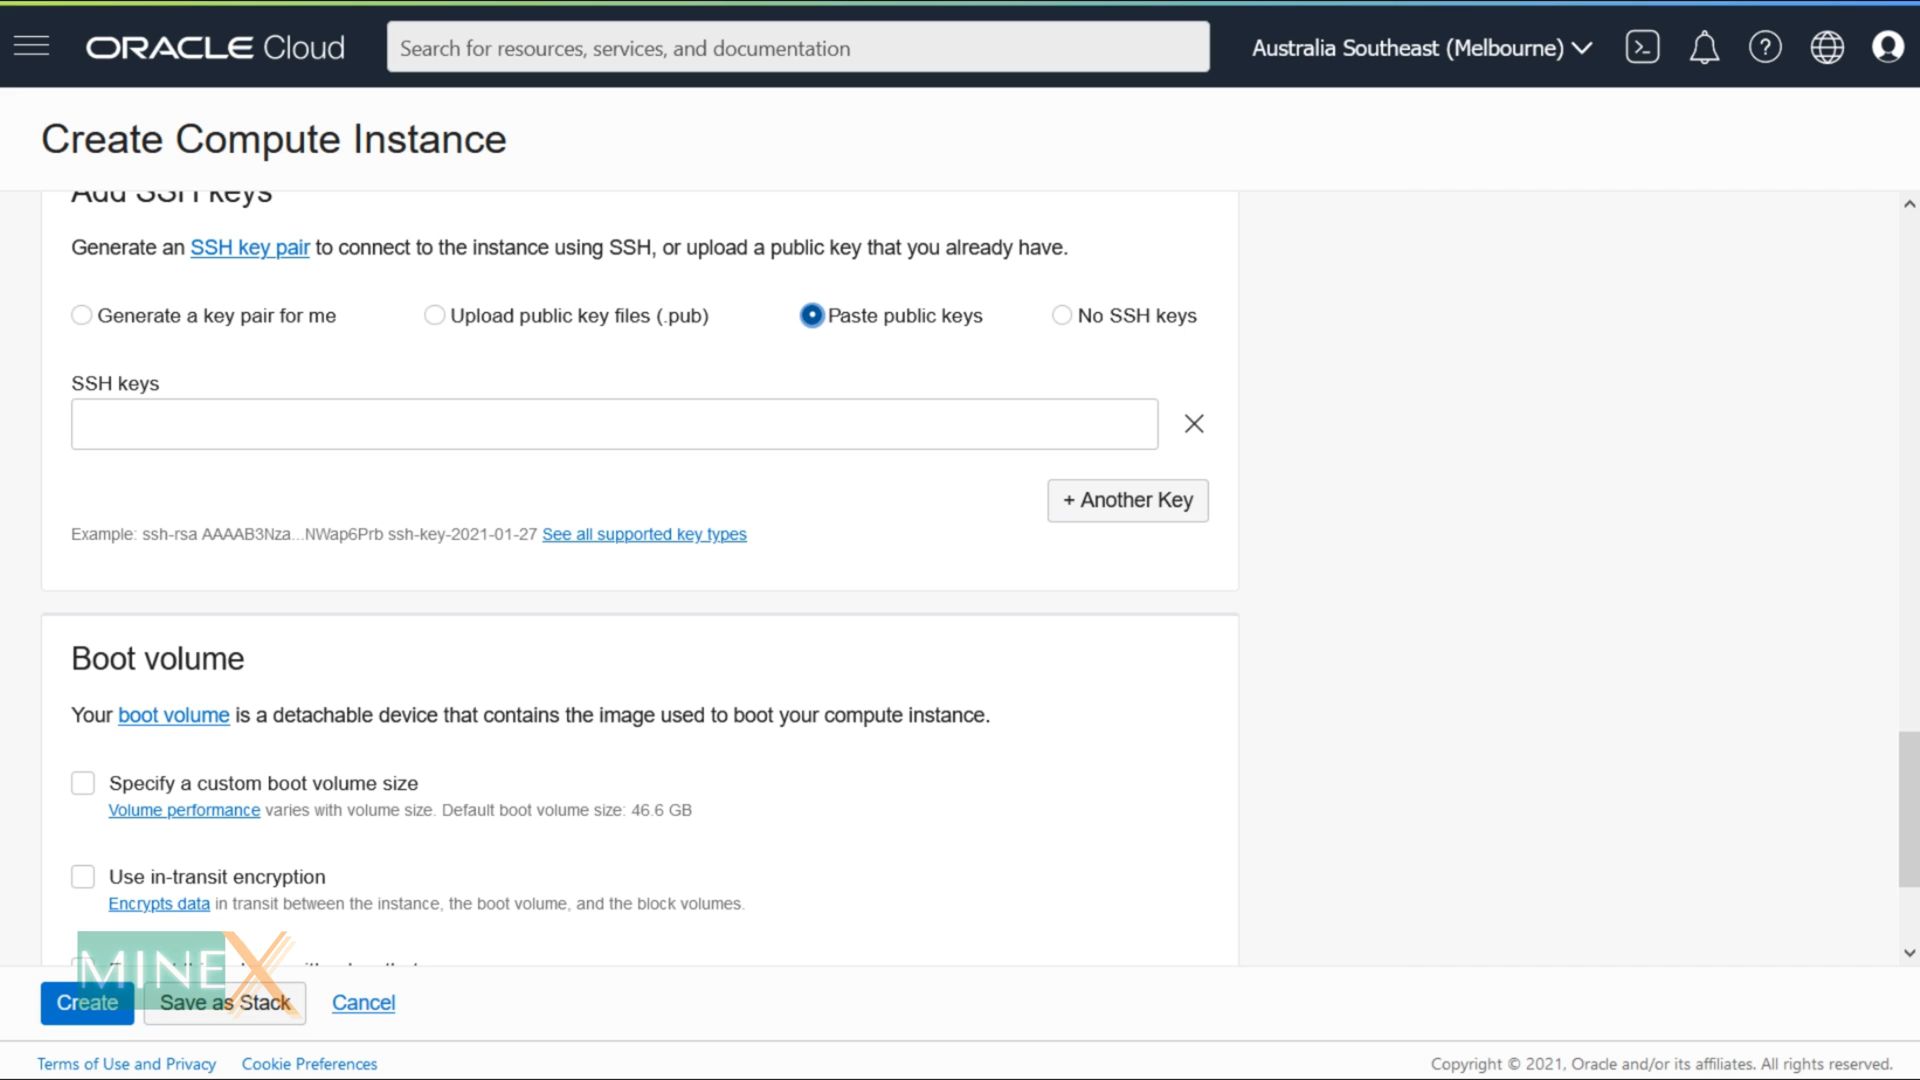 ORACLE Cloud
Search for resources, services, and documentation
Australia Southeast (Melbourne)
Create Compute Instance
Add SSH keys
Generate an SSH key pair to connect to the instance using SSH, or upload a public key that you already have.
Generate a key pair for me
Upload public key files (.pub)
Paste public keys
No SSH keys
SSH keys
+ Another Key
Example: ssh-rsa AAAAB3Nza...NWap6Prb ssh-key-2021-01-27 See all supported key types
Boot volume
Your boot volume is a detachable device that contains the image used to boot your compute instance.
Specify a custom boot volume size
Volume performance varies with volume size. Default boot volume size: 46.6 GB
Use in-transit encryption
Encrypts data in transit between the instance, the boot volume, and the block volumes.
MINEX
Create
Save as Stack
Cancel
Terms of Use and Privacy
Cookie Preferences
Copyright © 2021, Oracle and/or its affiliates. All rights reserved.